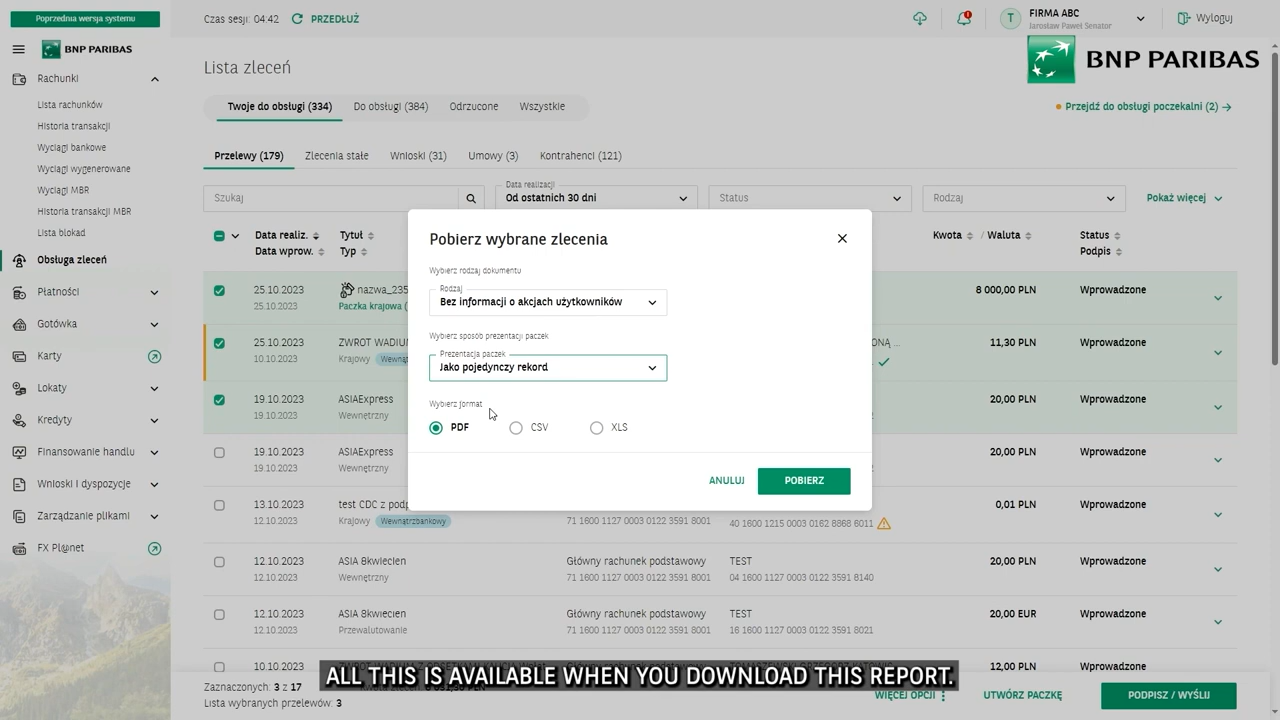 Poprzednia wersja systemu
Czas sesji: 04:42
PRZEDŁUŻ
1
T
FIRMA ABC
Jarosław Paweł Senator
Wyloguj
BNP PARIBAS
BNP PARIBAS
Rachunki
Lista rachunków
Historia transakcji
Wyciągi bankowe
Wyciągi wygenerowane
Wyciągi MBR
Historia transakcji MBR
Lista blokad
Obsługa zleceń
Płatności
Gotówka
Karty
Lokaty
Kredyty
Finansowanie handlu
Wnioski i dyspozycje
Zarządzanie plikami
FX Pl@net
Lista zleceń
Twoje do obsługi (334)
Do obsługi (384)
Odrzucone
Wszystkie
Przejdź do obsługi poczekalni (2)
Przelewy (179)
Zlecenia stałe
Wnioski (31)
Umowy (3)
Kontrahenci (121)
Szukaj
Data realizacji
Od ostatnich 30 dni
Status
Rodzaj
Pokaż więcej
Data realiz.
Tytuł
Kwota / Waluta
Status
Data wprow.
Typ
Podpis
25.10.2023
nazwa_235
8 000,00 PLN
Wprowadzone
25.10.2023
Paczka krajowa (
25.10.2023
ZWROT WADIUM
ONĄ ...
11,30 PLN
Wprowadzone
10.10.2023
Krajowy
19.10.2023
ASIAExpress
20,00 PLN
Wprowadzone
19.10.2023
Wewnętrzny
19.10.2023
ASIAExpress
20,00 PLN
Wprowadzone
19.10.2023
Wewnętrzny
13.10.2023
test CDC z podp
0,01 PLN
Wprowadzone
12.10.2023
Krajowy
Wewnątrzbankowy
71 1600 1127 0003 0122 3591 8001
40 1600 1215 0003 0162 8868 6011
12.10.2023
ASIA 8kwiecien
Główny rachunek podstawowy
TEST
20,00 PLN
Wprowadzone
12.10.2023
Wewnętrzny
71 1600 1127 0003 0122 3591 8001
04 1600 1127 0003 0122 3591 8140
12.10.2023
ASIA 8kwiecien
Główny rachunek podstawowy
TEST
20,00 EUR
Wprowadzone
12.10.2023
Przewalutowanie
71 1600 1127 0003 0122 3591 8001
16 1600 1127 0003 0122 3591 8021
10.10.2023
12,00 PLN
Wprowadzone
Pobierz wybrane zlecenia
Wybierz rodzaj dokumentu
Rodzaj
Bez informacji o akcjach użytkowników
Wybierz sposób prezentacji paczek
Prezentacja paczek
Jako pojedynczy rekord
Wybierz format
PDF
CSV
XLS
ANULUJ
POBIERZ
ALL THIS IS AVAILABLE WHEN YOU DOWNLOAD THIS REPORT.
Zaznaczonych: 3 z 17
Lista wybranych przelewów: 3
WIĘCEJ OPCJI
UTWÓRZ PACZKĘ
PODPISZ / WYŚLIJ